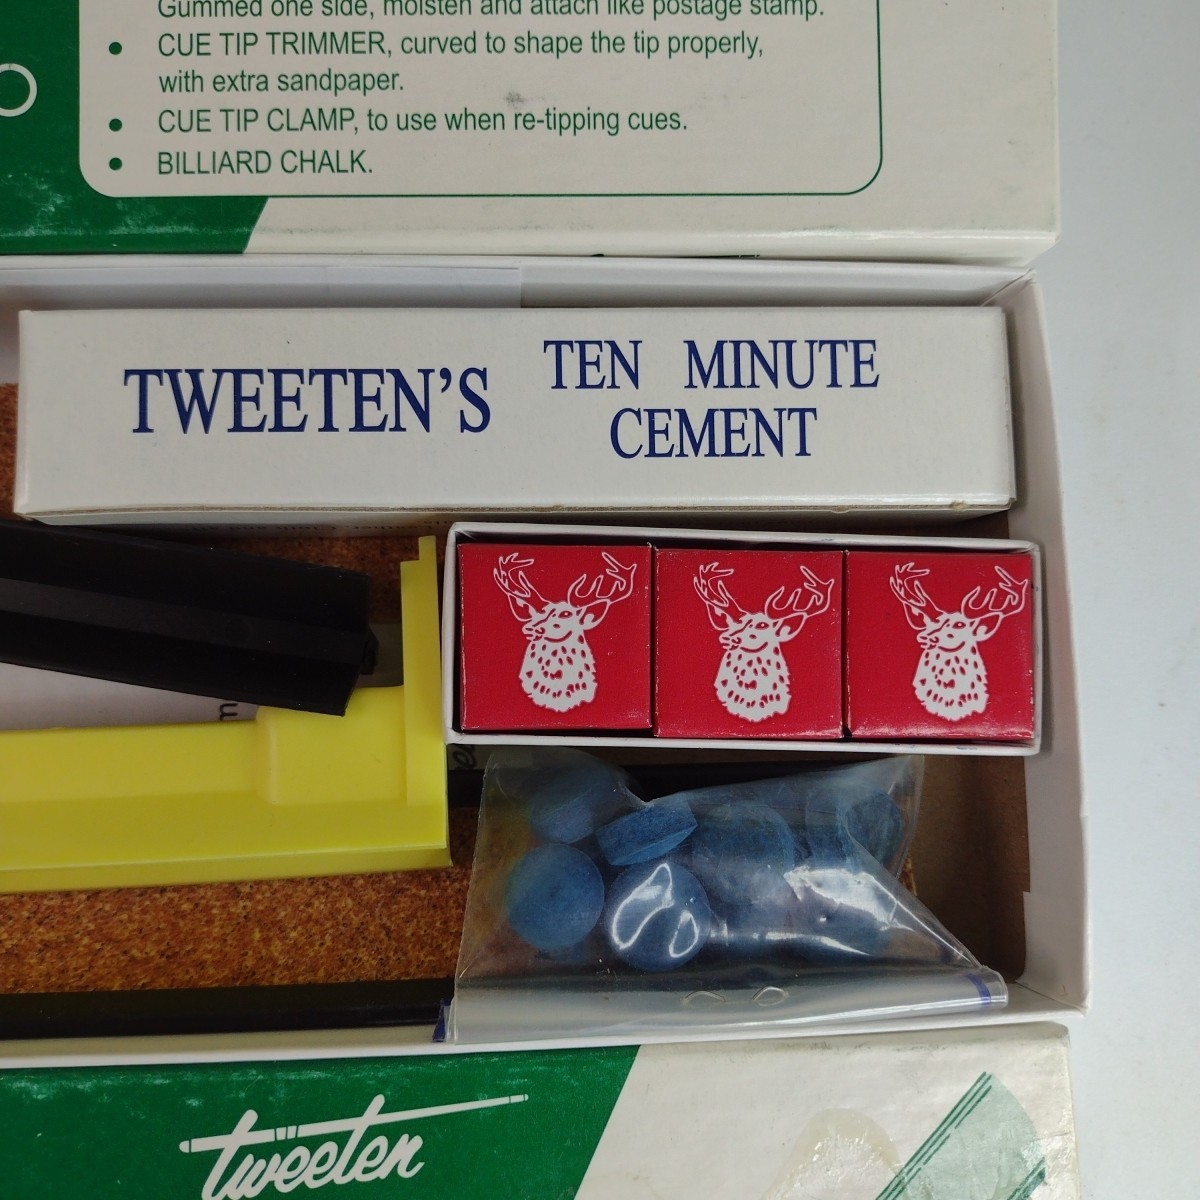 Gummed one side, moisten and attach like postage stamp.
• CUE TIP TRIMMER, curved to shape the tip properly,
with extra sandpaper.
• CUE TIP CLAMP, to use when re-tipping cues.
• BILLIARD CHALK.
TWEETEN'S
TEN MINUTE
CEMENT
tweeten